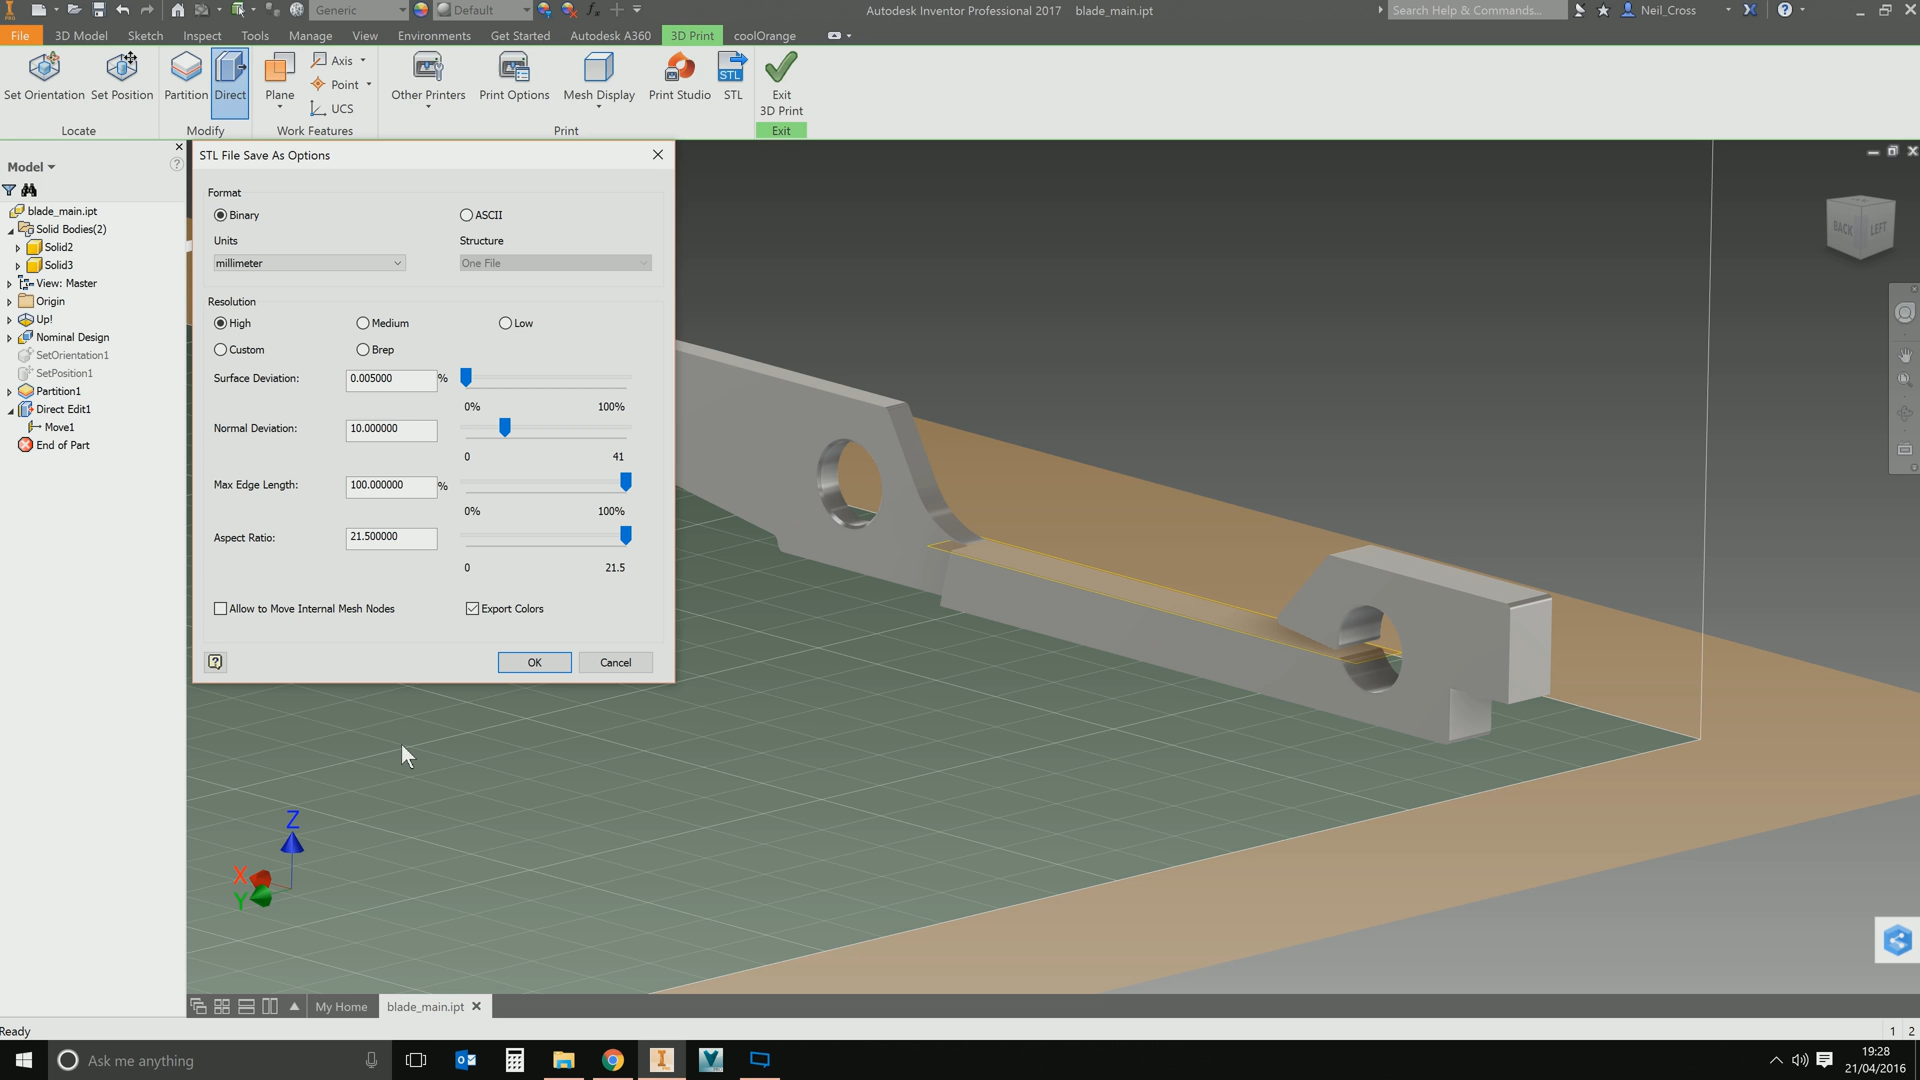 Generic
Default
Autodesk Inventor Professional 2017 blade_main.ipt
Search Help & Commands...
Neil_Cross
File
3D Model
Sketch
Inspect
Tools
Manage
View
Environments
Get Started
Autodesk A360
3D Print
coolOrange
Set Orientation
Set Position
Partition
Direct
Plane
Axis
Point
UCS
Other Printers
Print Options
Mesh Display
Print Studio
STL
STL
Exit
3D Print
Locate
Modify
Work Features
Print
Exit
Model
blade_main.ipt
Solid Bodies(2)
Solid2
Solid3
View: Master
Origin
Up!
Nominal Design
SetOrientation1
SetPosition1
Partition1
Direct Edit1
Move1
End of Part
STL File Save As Options
Format
Binary
ASCII
Units
Structure
millimeter
One File
Resolution
High
Medium
Low
Custom
Brep
Surface Deviation:
0.005000
%
0%
100%
Normal Deviation:
10.000000
0
41
Max Edge Length:
100.000000
%
0%
100%
Aspect Ratio:
21.500000
0
21.5
Allow to Move Internal Mesh Nodes
Export Colors
OK
Cancel
BACK
LEFT
Z
X
Y
My Home
blade_main.ipt
Ready
1 2
Ask me anything
19:28
21/04/2016